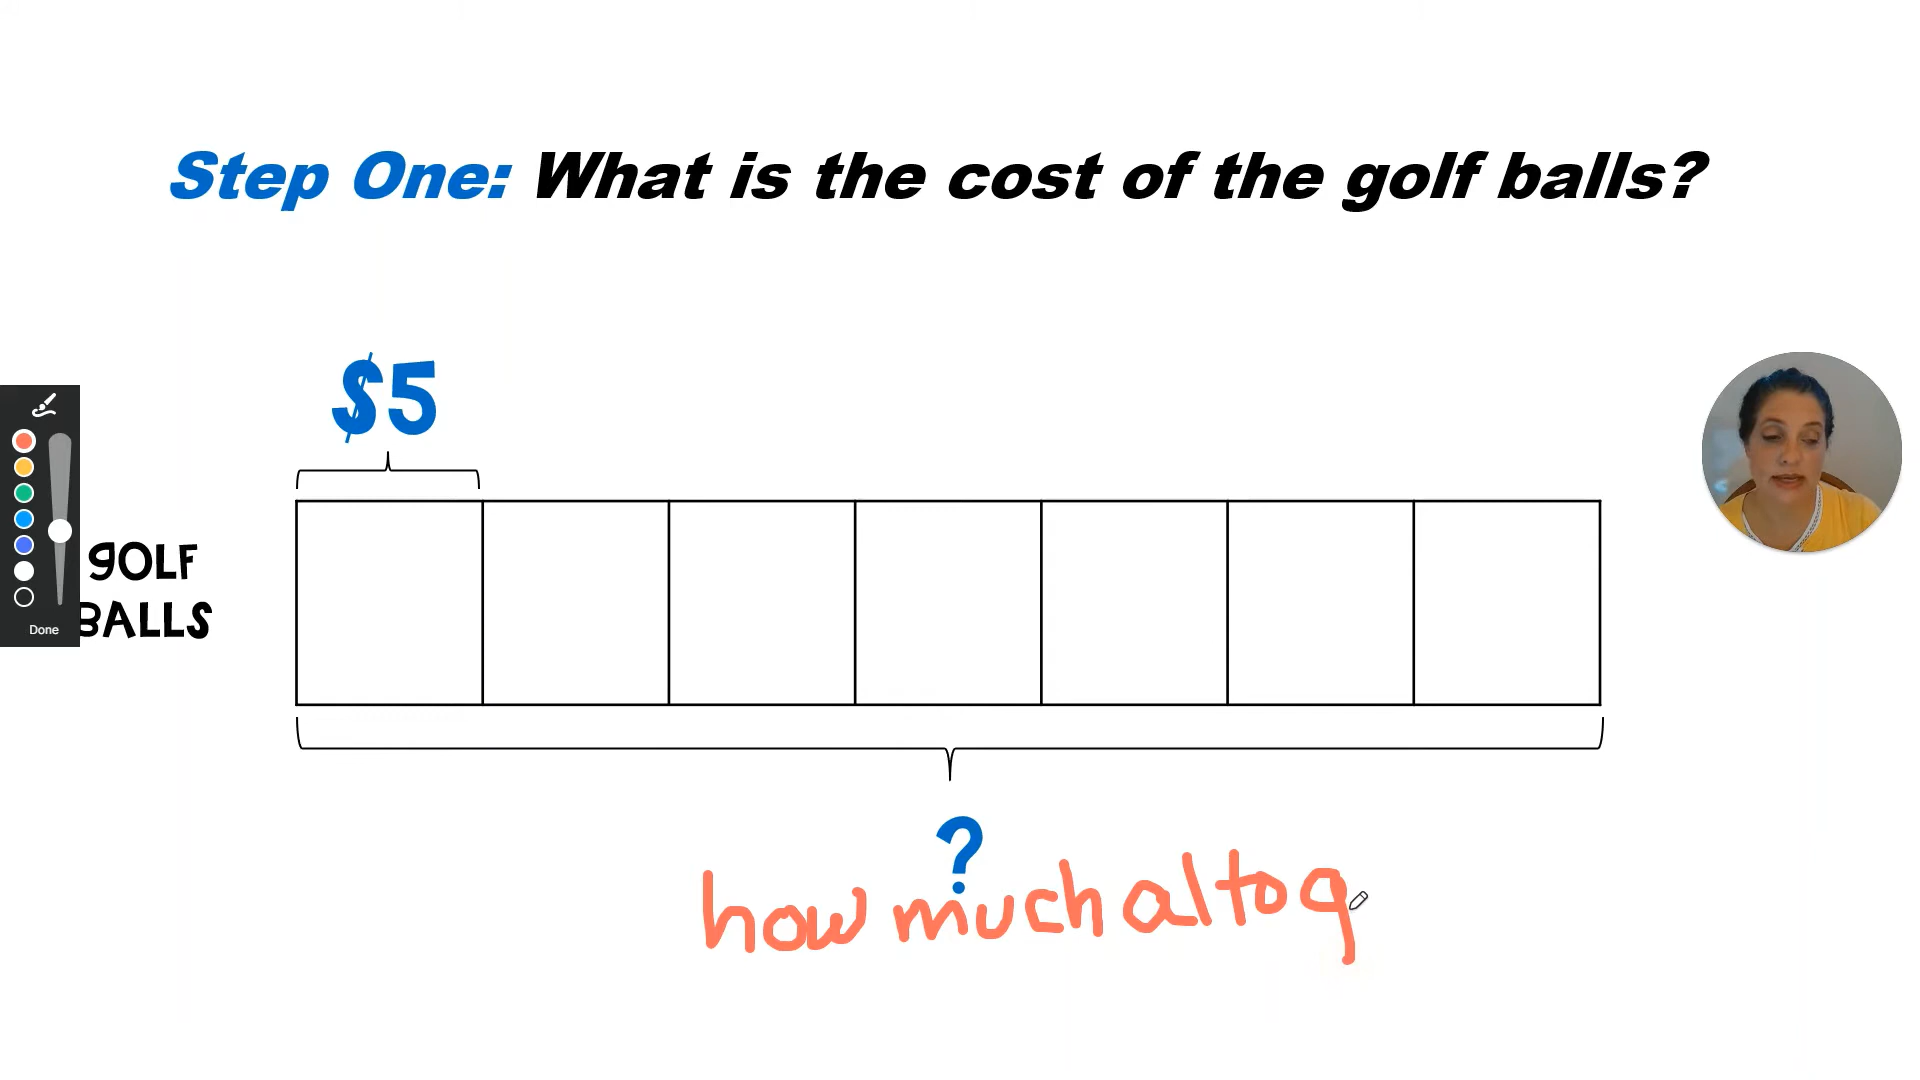 Step One: What is the cost of the golf balls?
$5
GOLF
BALLS
Done
?
how much altog